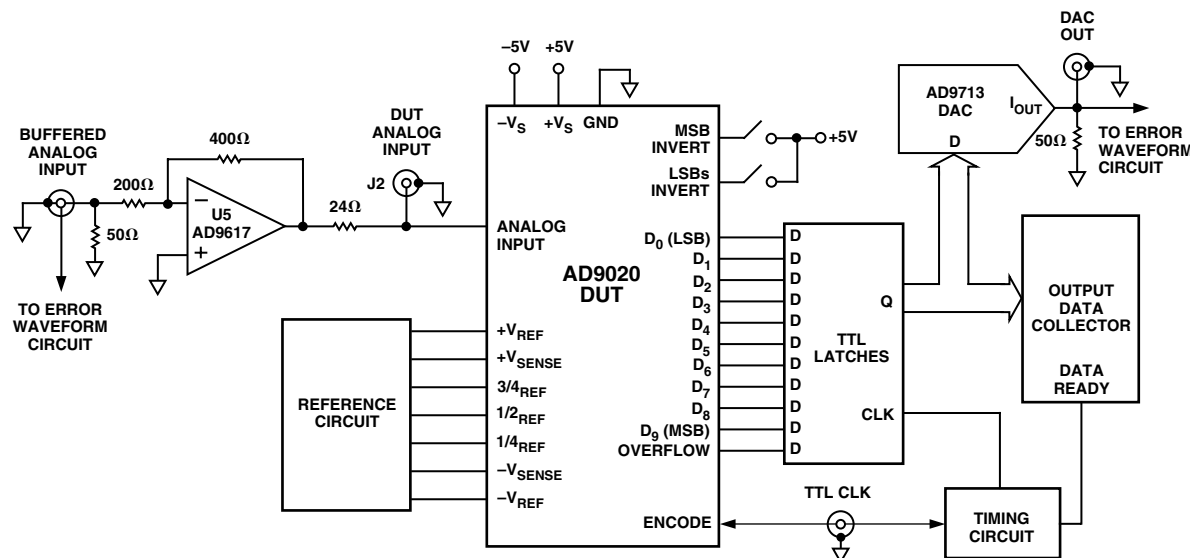 –5V
+5V
–VS
+VS
GND
BUFFERED
ANALOG
INPUT
400Ω
200Ω
50Ω
–
+
U5
AD9617
24Ω
DUT
ANALOG
INPUT
J2
TO ERROR
WAVEFORM
CIRCUIT
ANALOG
INPUT
AD9020
DUT
MSB
INVERT
LSBs
INVERT
+5V
REFERENCE
CIRCUIT
+VREF
+VSENSE
3/4REF
1/2REF
1/4REF
–VSENSE
–VREF
D0 (LSB)
D1
D2
D3
D4
D5
D6
D7
D8
D9 (MSB)
OVERFLOW
ENCODE
D
D
D
D
D
D
D
D
D
D
D
Q
TTL
LATCHES
CLK
AD9713
DAC
IOUT
D
DAC
OUT
50Ω
TO ERROR
WAVEFORM
CIRCUIT
OUTPUT
DATA
COLLECTOR
DATA
READY
TTL CLK
TIMING
CIRCUIT